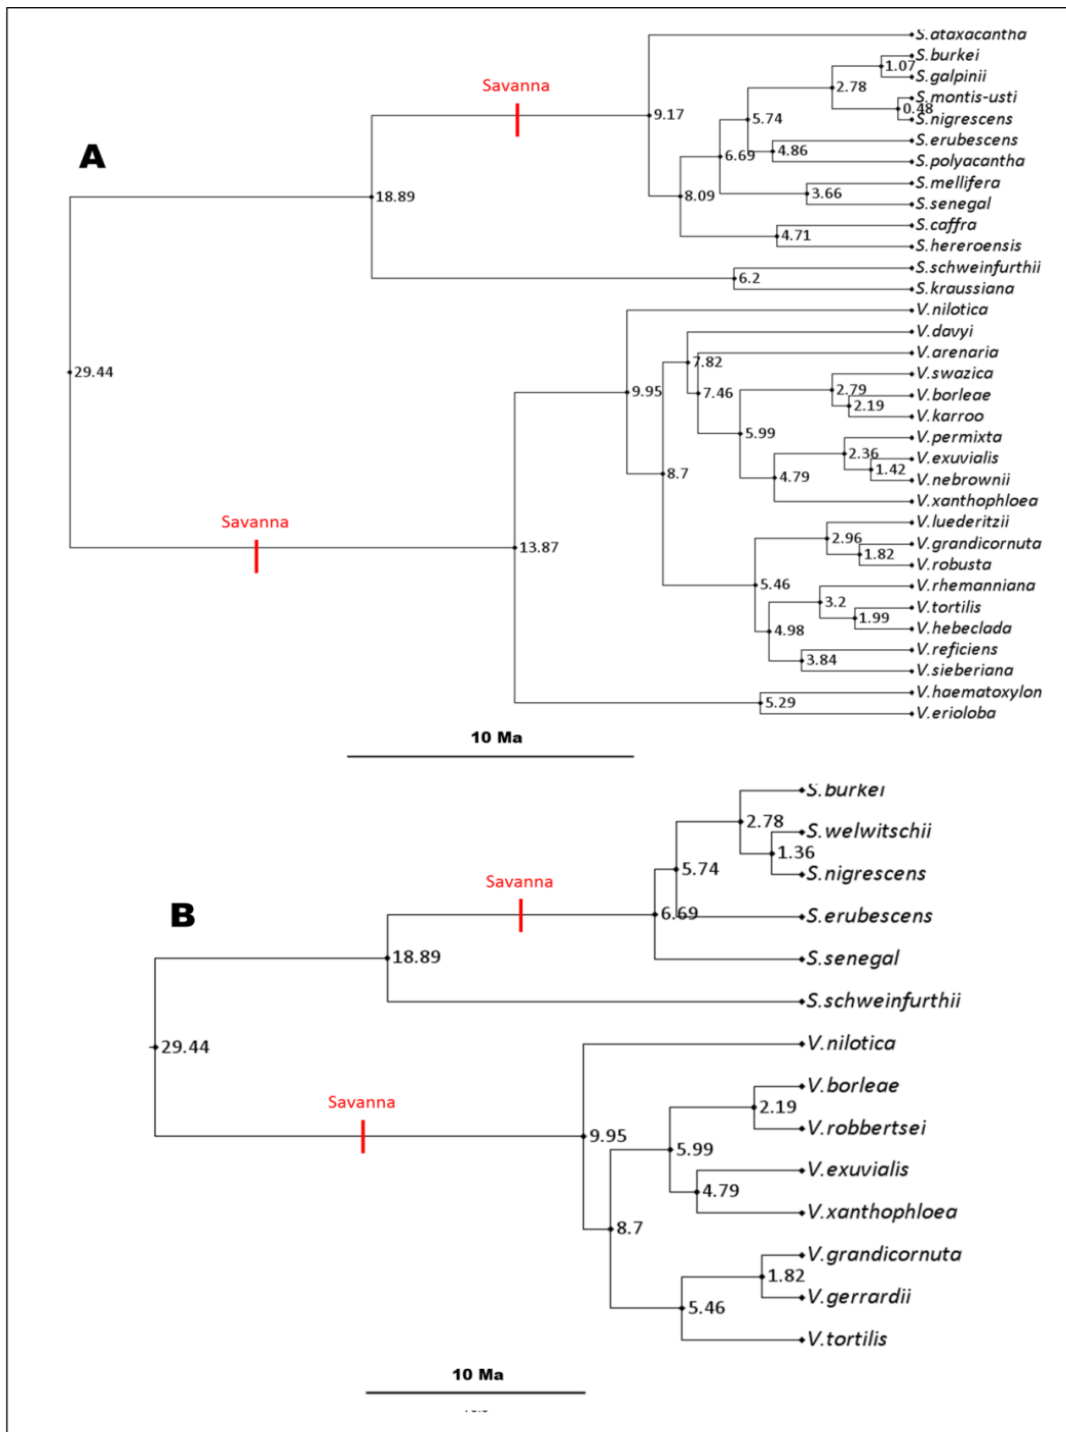 S.ataxacantha
S.burkei
1.07
S.galpinii
2.78
Savanna
S.montis-usti
0.48
9.17
5.74
S.nigrescens
S.erubescens
A
6.69
4.86
S.polyacantha
S.mellifera
18.89
8.09
3.66
S.senegal
S.caffra
4.71
S.hereroensis
S.schweinfurthii
6.2
S.kraussiana
V.nilotica
V.davyi
V.arenaria
7.82
29.44
V.swazica
9.95
7.46
2.79
V.borleae
2.19
V.karroo
5.99
V.permixta
2.36
V.exuvialis
8.7
4.79
1.42
V.nebrownii
V.xanthophloea
Savanna
V.luederitzii
13.87
2.96
V.grandicornuta
1.82
V.robusta
5.46
V.rhemanniana
3.2
V.tortilis
1.99
4.98
V.hebeclada
V.reficiens
3.84
V.sieberiana
V.haematoxylon
5.29
V.erioloba
10 Ma
S.burkei
2.78
S.welwitschii
1.36
5.74
S.nigrescens
Savanna
B
6.69
S.erubescens
18.89
S.senegal
S.schweinfurthii
29.44
V.nilotica
V.borleae
Savanna
2.19
V.robbertsei
9.95
5.99
V.exuvialis
4.79
V.xanthophloea
8.7
V.grandicornuta
1.82
V.gerrardii
5.46
V.tortilis
10 Ma